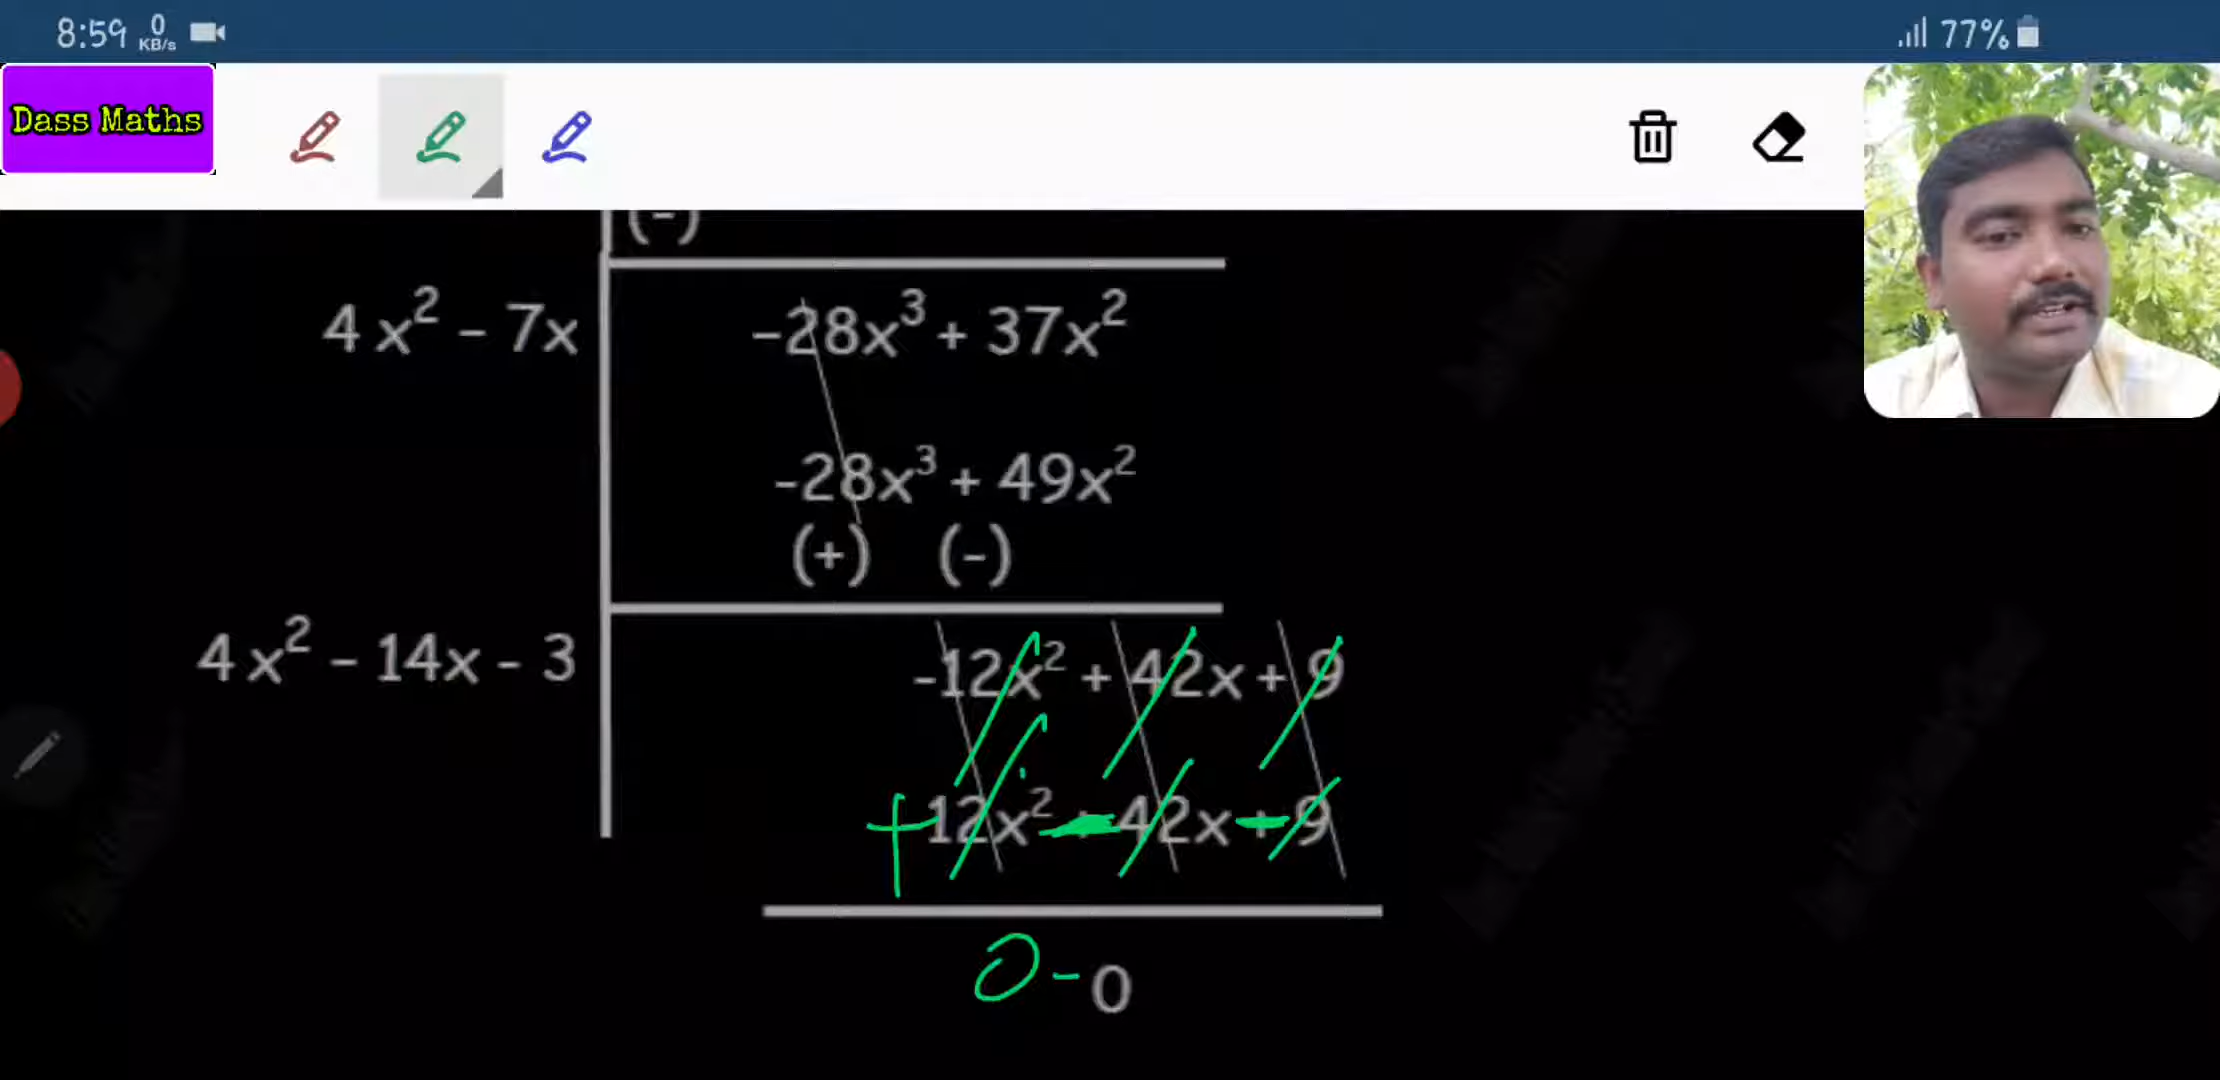 8:59 0 KB/s 77%
Dass Maths
(-)
4x² - 7x -28x³ + 37x²
-28x³ + 49x²
(+) (-)
4x² - 14x - 3 -12x² + 42x + 9
+12x² - 42x - 9
0 - 0